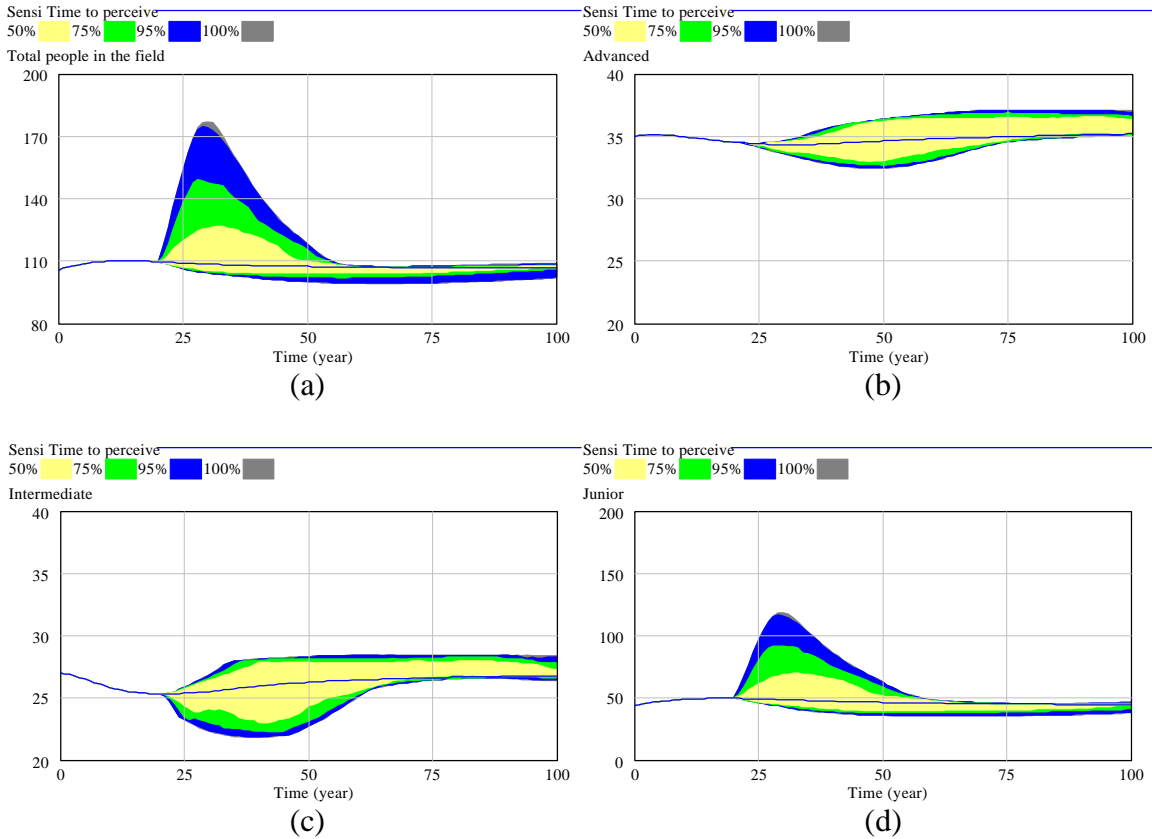 Sensi Time to perceive
50% 75% 95% 100%
Total people in the field
200
170
140
110
80
0 25 50 75 100
Time (year)
(a)
Sensi Time to perceive
50% 75% 95% 100%
Advanced
40
35
30
25
20
0 25 50 75 100
Time (year)
(b)
Sensi Time to perceive
50% 75% 95% 100%
Intermediate
40
35
30
25
20
0 25 50 75 100
Time (year)
(c)
Sensi Time to perceive
50% 75% 95% 100%
Junior
200
150
100
50
0
0 25 50 75 100
Time (year)
(d)